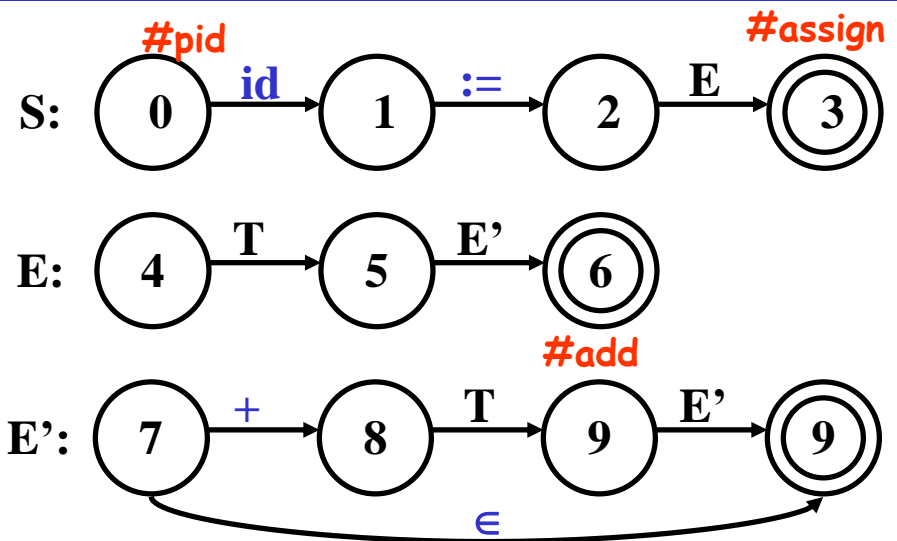 #pid #assign
S: 0 id 1 := 2 E 3
E: 4 T 5 E’ 6
#add
E’: 7 + 8 T 9 E’ 9
∈